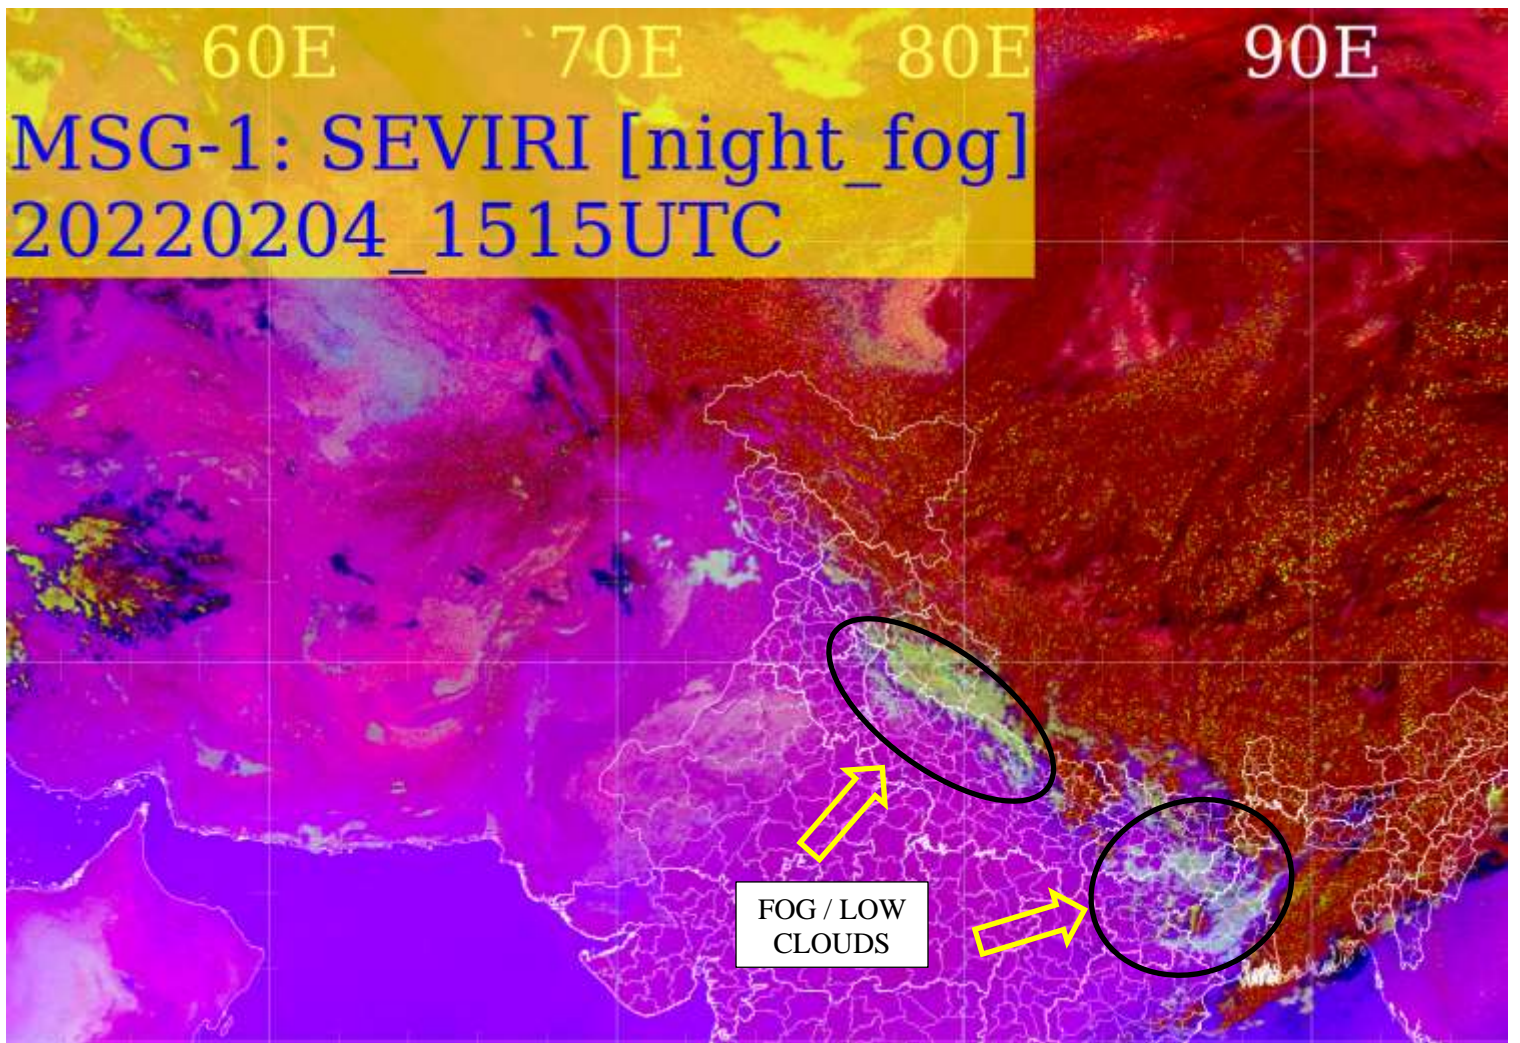 60E 70E 80E 90E
MSG-1: SEVIRI [night_fog]
20220204_1515UTC
FOG / LOW
CLOUDS